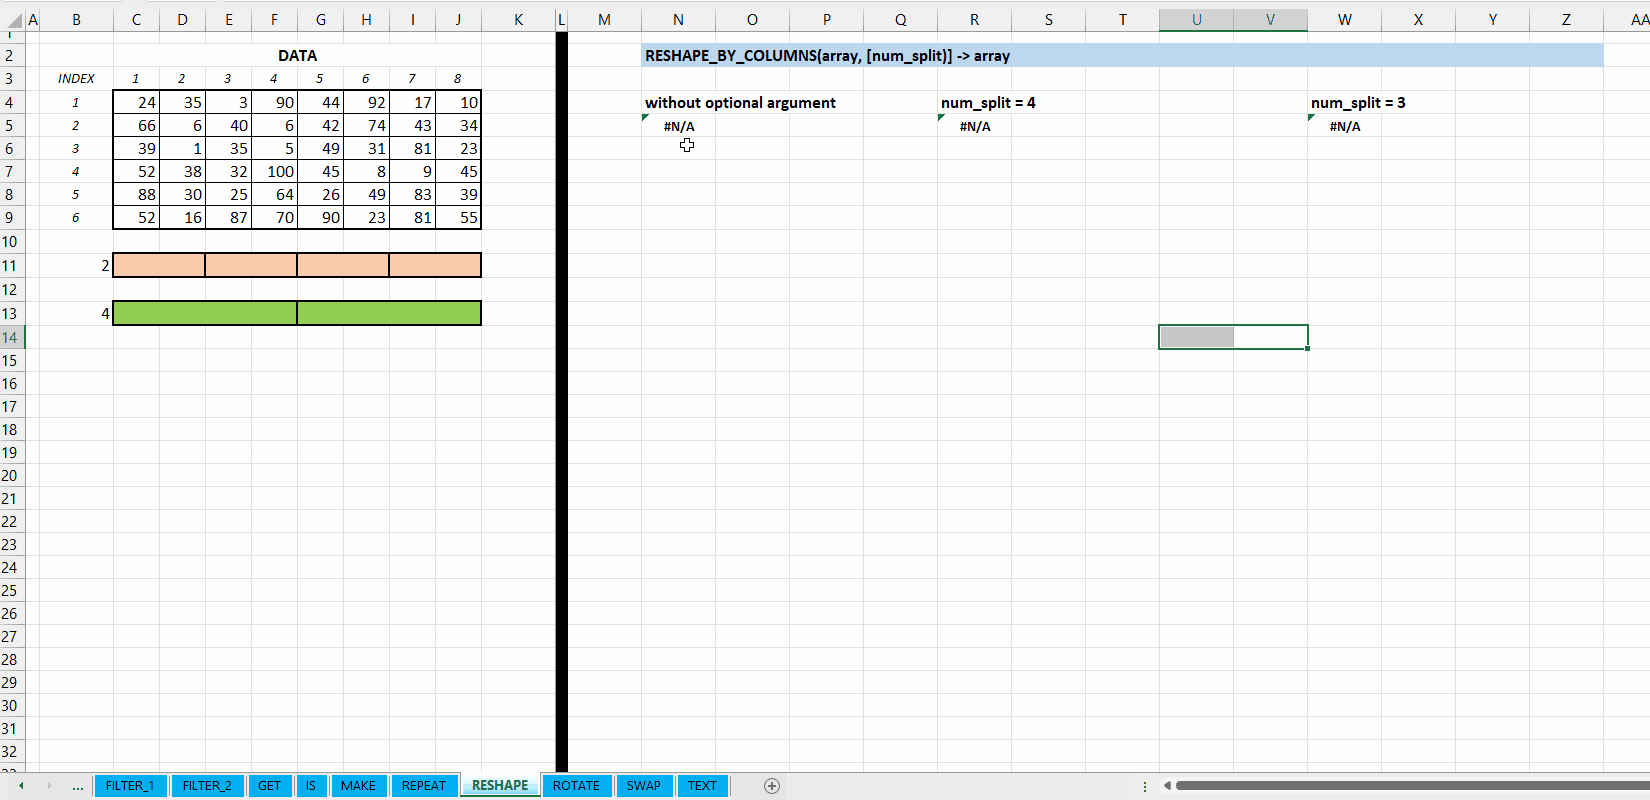 A B C D E F G H I J K L M N O P Q R S T U V W X Y Z AA
2 DATA RESHAPE_BY_COLUMNS(array, [num_split)] -> array
3 INDEX 1 2 3 4 5 6 7 8
4 1 24 35 3 90 44 92 17 10 without optional argument num_split = 4 num_split = 3
5 2 66 6 40 6 42 74 43 34 #N/A #N/A #N/A
6 3 39 1 35 5 49 31 81 23
7 4 52 38 32 100 45 8 9 45
8 5 88 30 25 64 26 49 83 39
9 6 52 16 87 70 90 23 81 55
10
11 2
12
13 4
14
15
16
17
18
19
20
21
22
23
24
25
26
27
28
29
30
31
32
... FILTER_1 FILTER_2 GET IS MAKE REPEAT RESHAPE ROTATE SWAP TEXT